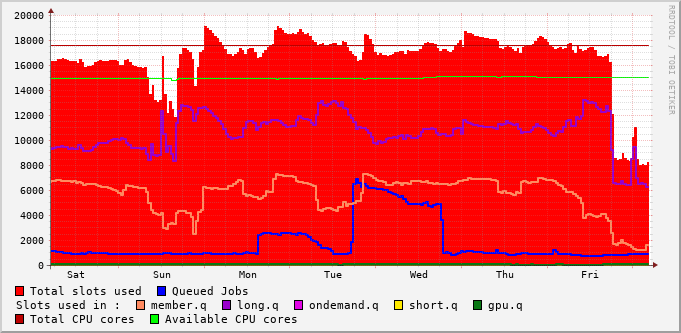 20000
18000
16000
14000
12000
10000
8000
6000
4000
2000
0
Sat Sun Mon Tue Wed Thu Fri
RRDTOOL / TOBI OETIKER
Total slots used Queued Jobs
Slots used in : member.q long.q ondemand.q short.q gpu.q
Total CPU cores Available CPU cores